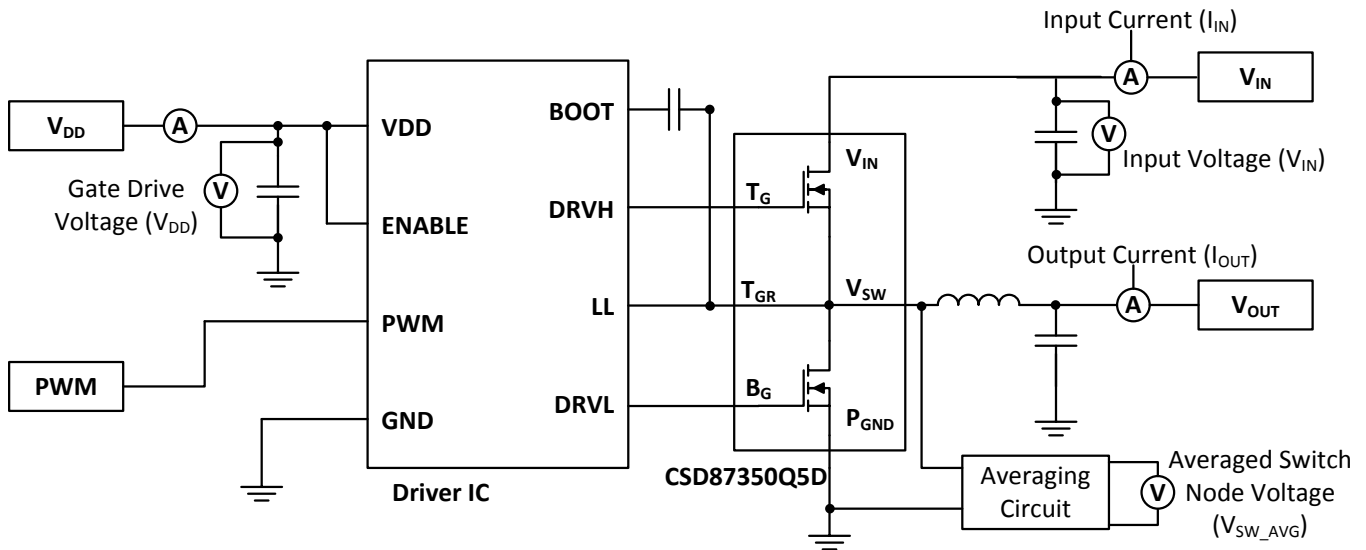 Input Current (I_IN)
V_IN
A
V_DD
A
VDD
BOOT
V
Input Voltage (V_IN)
V_IN
Gate Drive
Voltage (V_DD)
V
T_G
DRVH
ENABLE
Output Current (I_OUT)
A
V_OUT
T_GR
V_SW
LL
PWM
PWM
B_G
DRVL
GND
P_GND
CSD87350Q5D
Driver IC
Averaging
Circuit
V
Averaged Switch
Node Voltage
(V_SW_AVG)